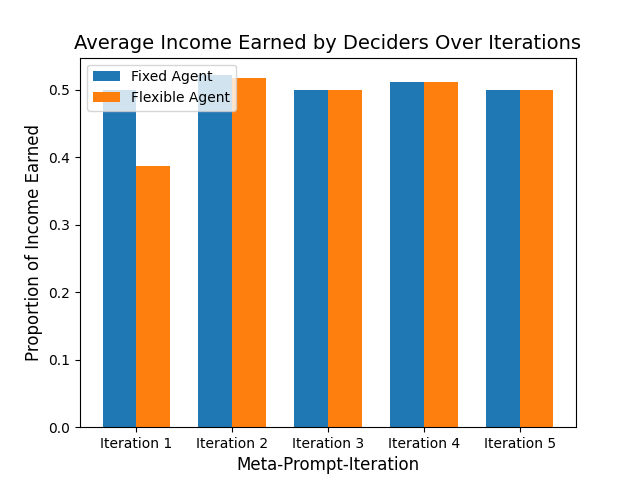 Average Income Earned by Deciders Over Iterations
Fixed Agent
Flexible Agent
Proportion of Income Earned
0.5
0.4
0.3
0.2
0.1
0.0
Iteration 1 Iteration 2 Iteration 3 Iteration 4 Iteration 5
Meta-Prompt-Iteration